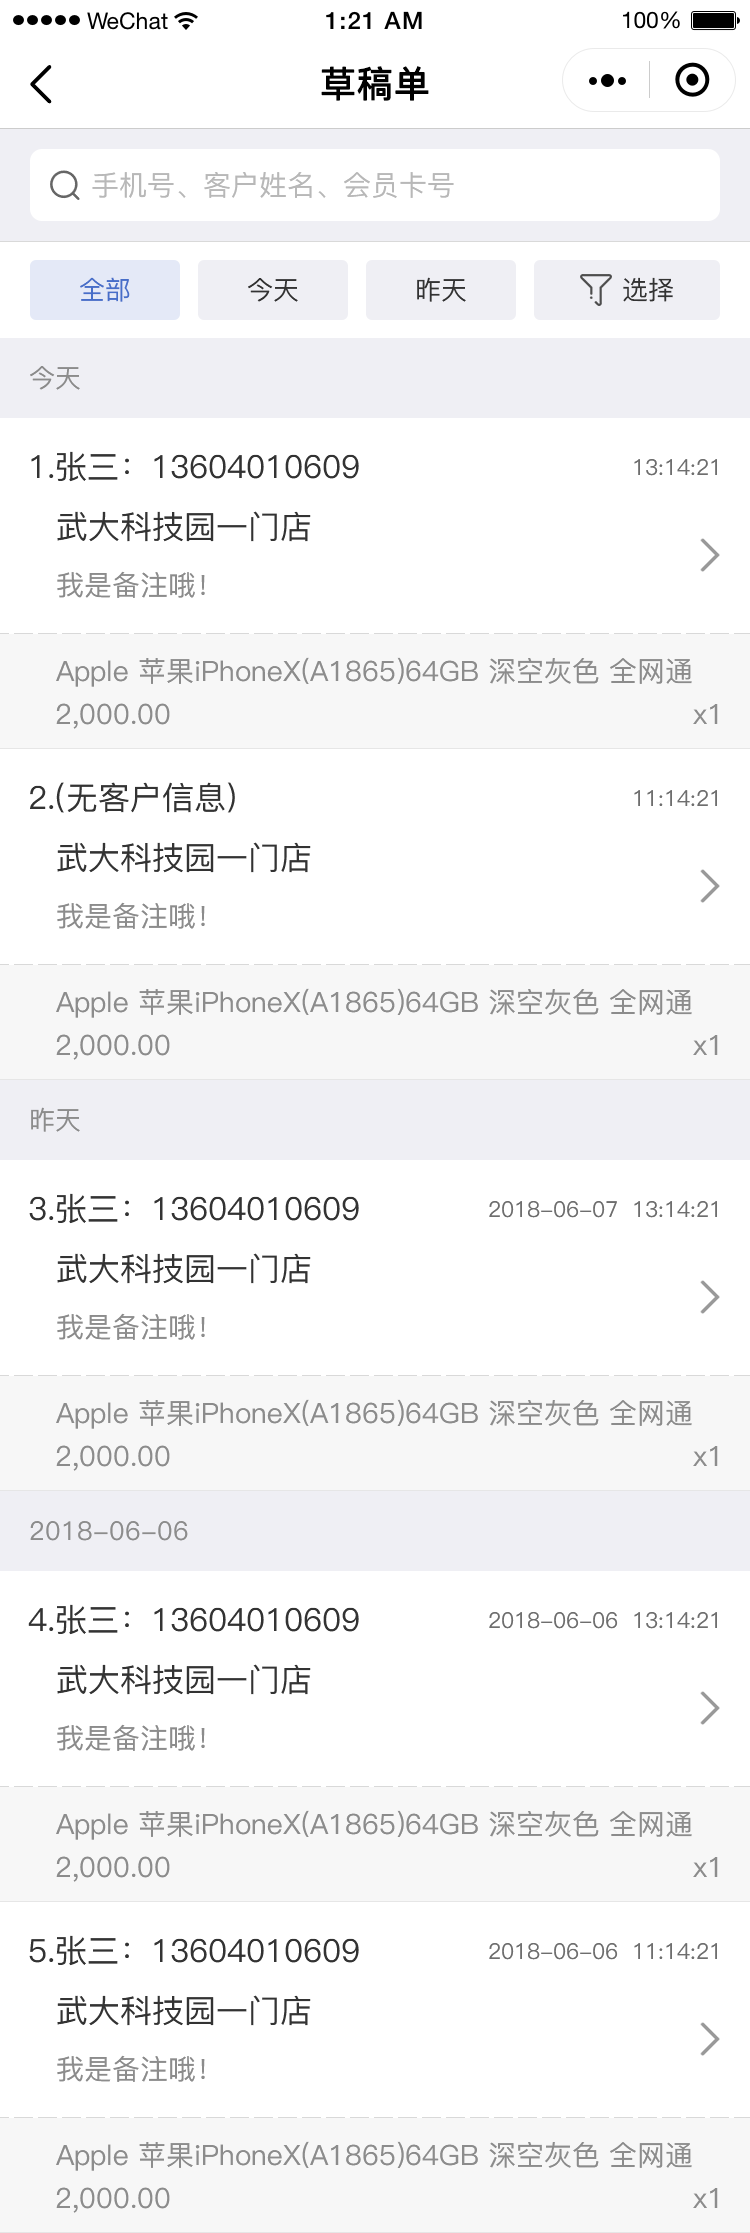 WeChat 1:21 AM 100%
草稿单
手机号、客户姓名、会员卡号
全部 今天 昨天 选择
今天
1.张三：13604010609 13:14:21
武大科技园一门店
我是备注哦！
Apple 苹果iPhoneX(A1865)64GB 深空灰色 全网通
2,000.00 x1
2.(无客户信息) 11:14:21
武大科技园一门店
我是备注哦！
Apple 苹果iPhoneX(A1865)64GB 深空灰色 全网通
2,000.00 x1
昨天
3.张三：13604010609 2018-06-07 13:14:21
武大科技园一门店
我是备注哦！
Apple 苹果iPhoneX(A1865)64GB 深空灰色 全网通
2,000.00 x1
2018-06-06
4.张三：13604010609 2018-06-06 13:14:21
武大科技园一门店
我是备注哦！
Apple 苹果iPhoneX(A1865)64GB 深空灰色 全网通
2,000.00 x1
5.张三：13604010609 2018-06-06 11:14:21
武大科技园一门店
我是备注哦！
Apple 苹果iPhoneX(A1865)64GB 深空灰色 全网通
2,000.00 x1